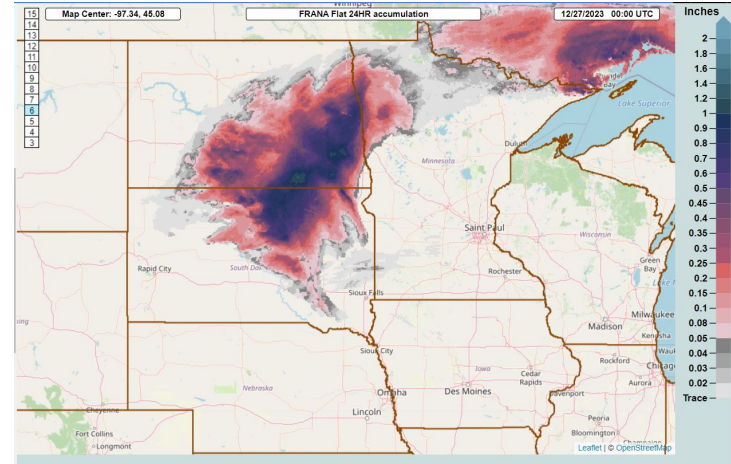 Winnipeg
Map Center: -97.34, 45.08
FRANA Flat 24HR accumulation
12/27/2023 00:00 UTC
Inches
15
14
13
12
11
10
9
8
7
6
5
4
3
2
1.8
1.6
1.4
1.2
1
0.9
0.8
0.7
0.6
0.5
0.45
0.4
0.35
0.3
0.25
0.2
0.15
0.1
0.08
0.05
0.04
0.03
0.02
Trace
Thunder
Bay
Lake Superior
Duluth
Minnesota
Saint Paul
Wisconsin
Green
Bay
Rapid City
South Dak
Rochester
Sioux Falls
Milwaukee
Madison
Kenosha
Sioux City
Rockford
Chicag
Iowa
Cedar
Rapids
Aurora
Nebraska
Omaha
Des Moines
Davenport
Cheyenne
Lincoln
Peoria
Fort Collins
Bloomington
Longmont
Leaflet | © OpenStreetMap